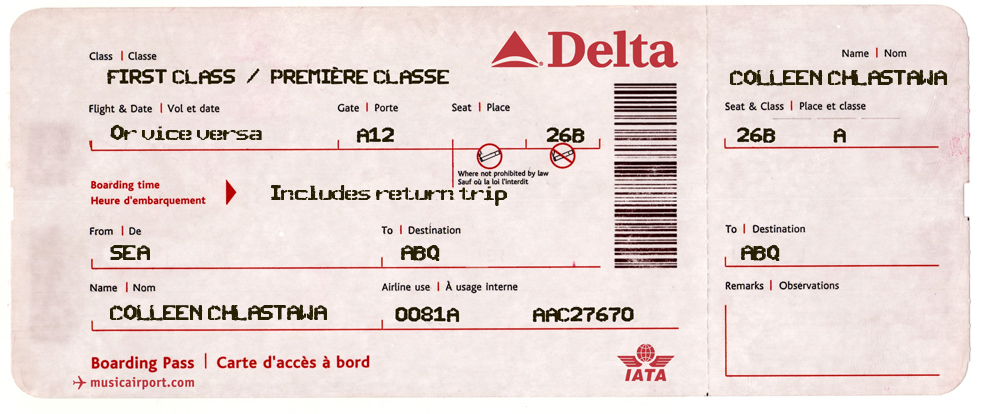 Delta
Class | Classe
FIRST CLASS / PREMIÈRE CLASSE
Flight & Date | Vol et date
Gate | Porte
Seat | Place
Or vice versa
A12
26B
Where not prohibited by law
Sauf où la loi l'interdit
Boarding time
Heure d'embarquement
Includes return trip
From | De
To | Destination
SEA
ABQ
Name | Nom
Airline use | À usage interne
COLLEEN CHLASTAWA
0081A
AAC27670
Boarding Pass | Carte d'accès à bord
musicairport.com
IATA
Name | Nom
COLLEEN CHLASTAWA
Seat & Class | Place et classe
26B
A
To | Destination
ABQ
Remarks | Observations